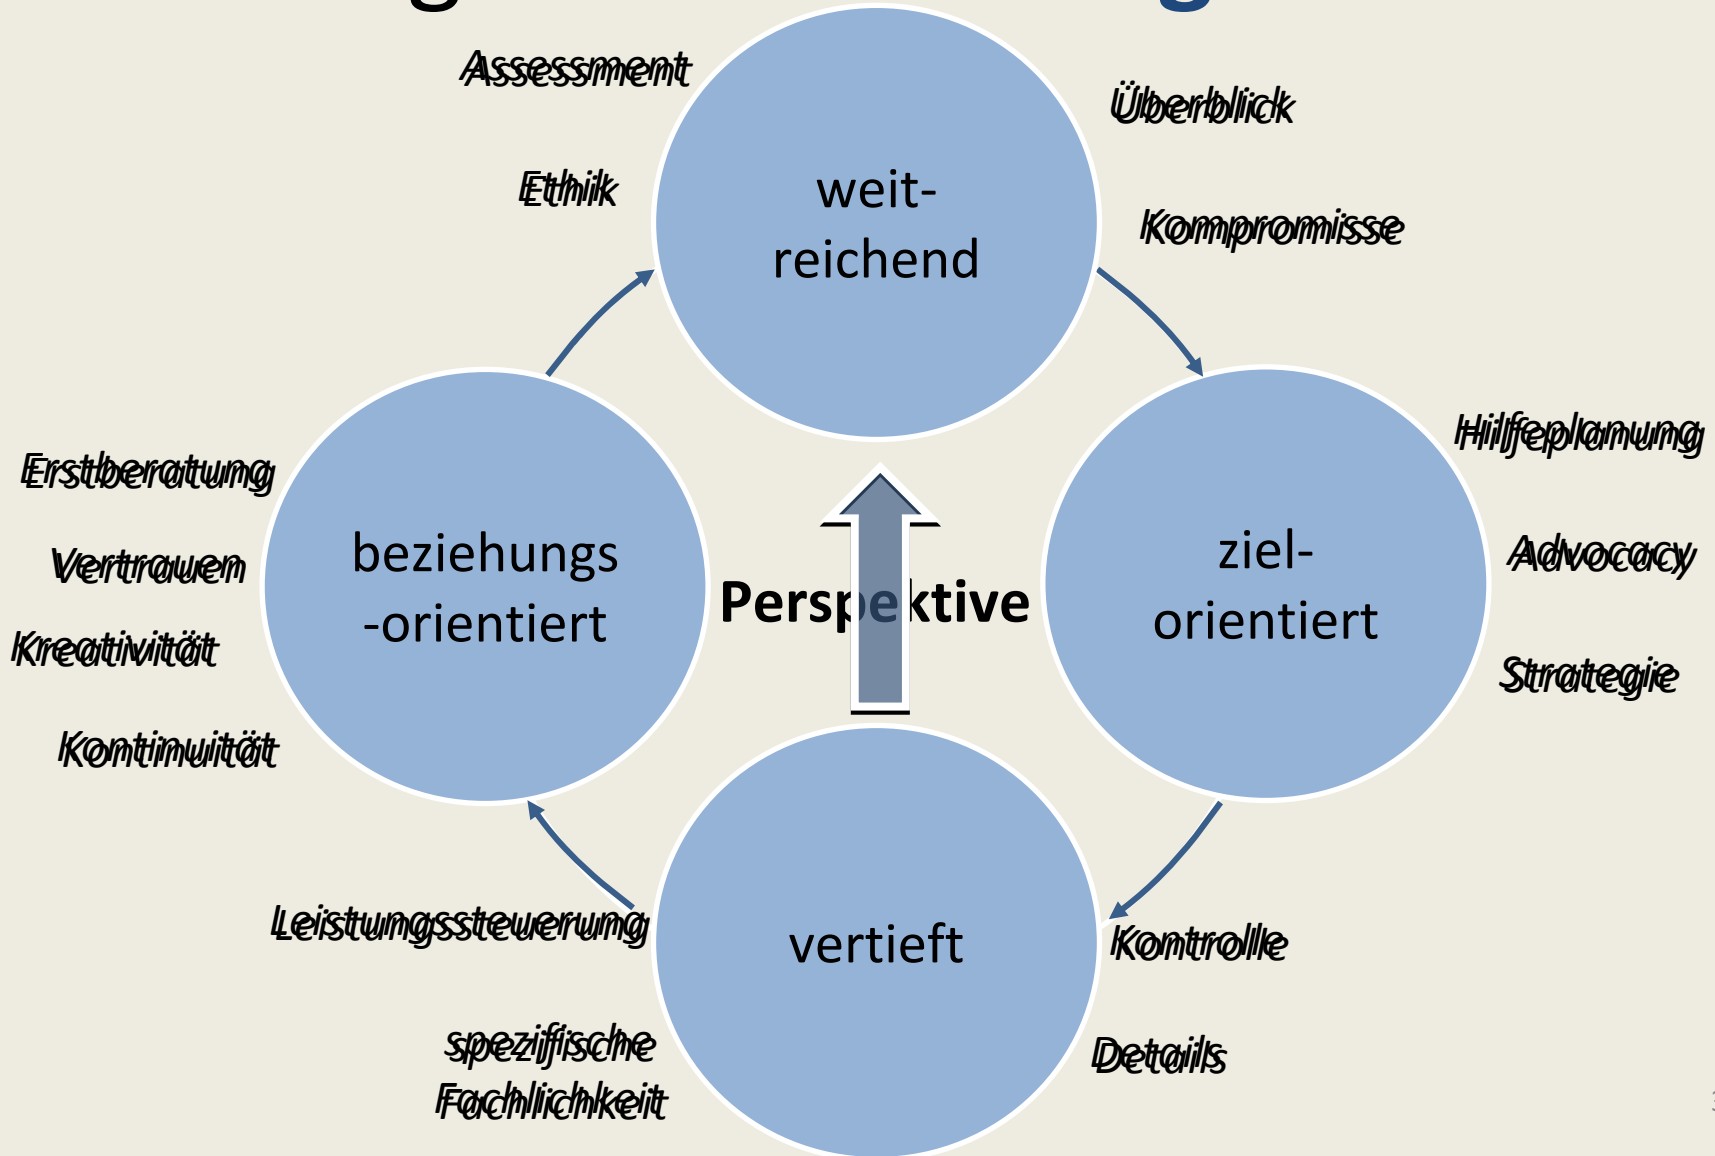 Assessment
Überblick
Ethik
weit-
reichend
Kompromisse
Hilfeplanung
Erstberatung
beziehungs
-orientiert
Vertrauen
Perspektive
ziel-
orientiert
Advocacy
Kreativität
Strategie
Kontinuität
Leistungssteuerung
vertieft
Kontrolle
spezifische
Fachlichkeit
Details